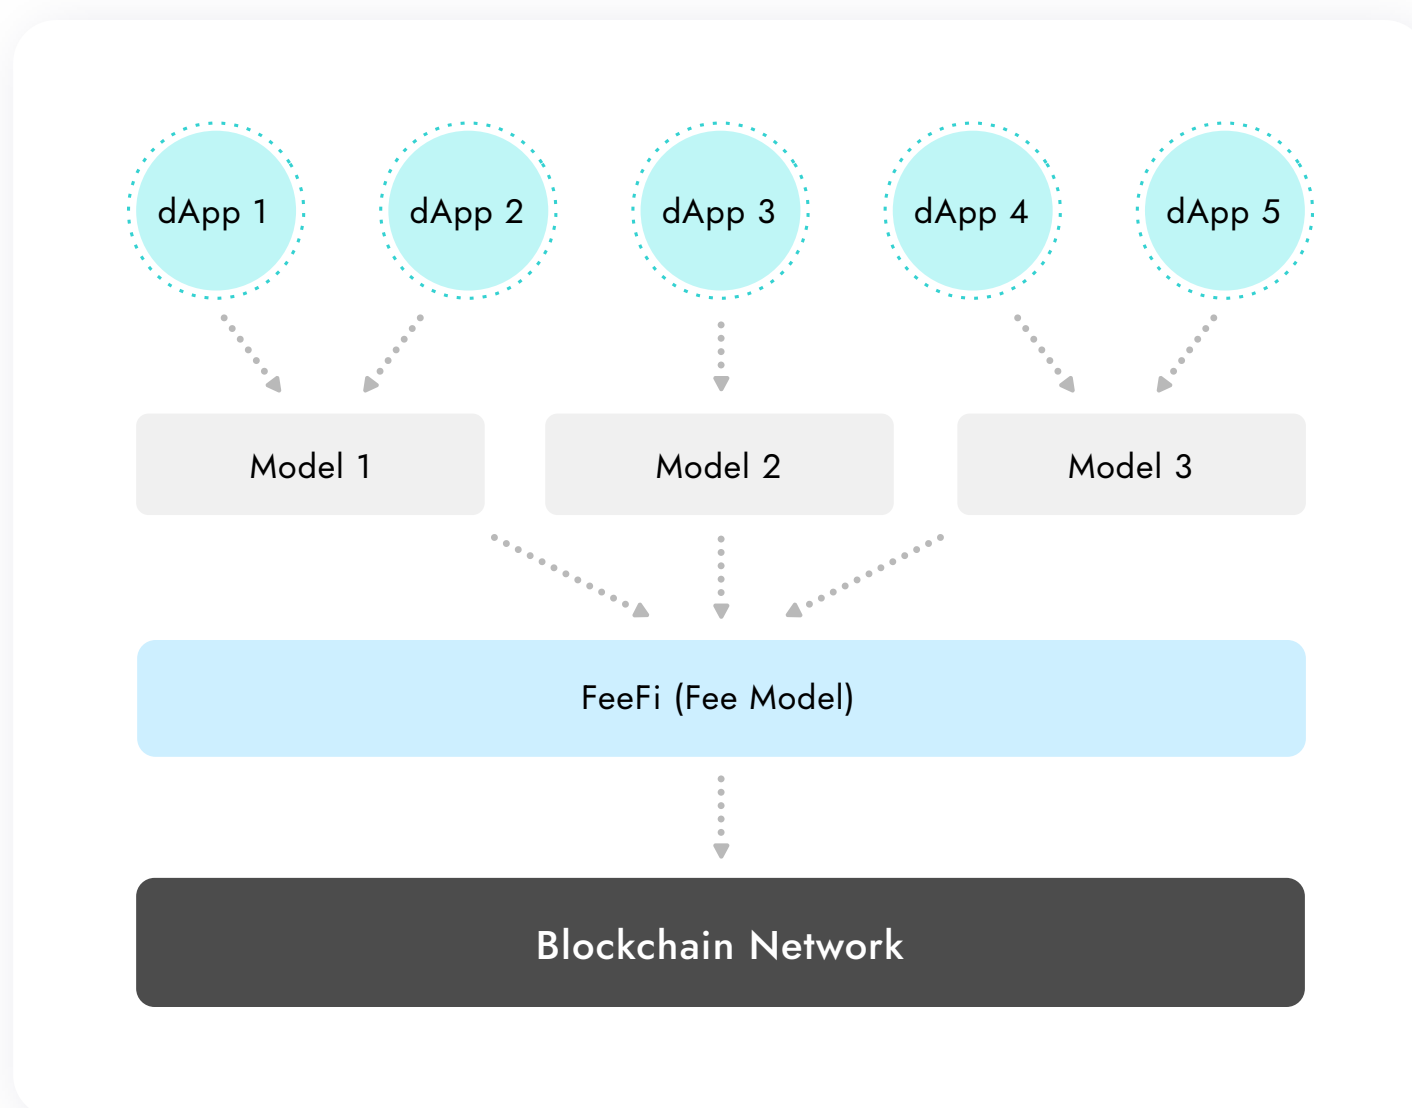 dApp 1
dApp 2
dApp 3
dApp 4
dApp 5
Model 1
Model 2
Model 3
FeeFi (Fee Model)
Blockchain Network